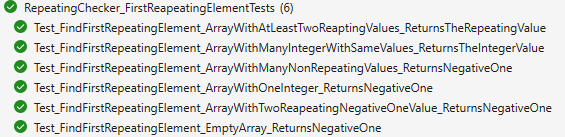 RepeatingChecker_FirstReapeatingElementTests (6)
Test_FindFirstRepeatingElement_ArrayWithAtLeastTwoReaptingValues_ReturnsTheRepeatingValue
Test_FindFirstRepeatingElement_ArrayWithManyIntegerWithSameValues_ReturnsTheIntegerValue
Test_FindFirstRepeatingElement_ArrayWithManyNonRepeatingValues_ReturnsNegativeOne
Test_FindFirstRepeatingElement_ArrayWithOneInteger_ReturnsNegativeOne
Test_FindFirstRepeatingElement_ArrayWithTwoReapeatingNegativeOneValue_ReturnsNegativeOne
Test_FindFirstRepeatingElement_EmptyArray_ReturnsNegativeOne